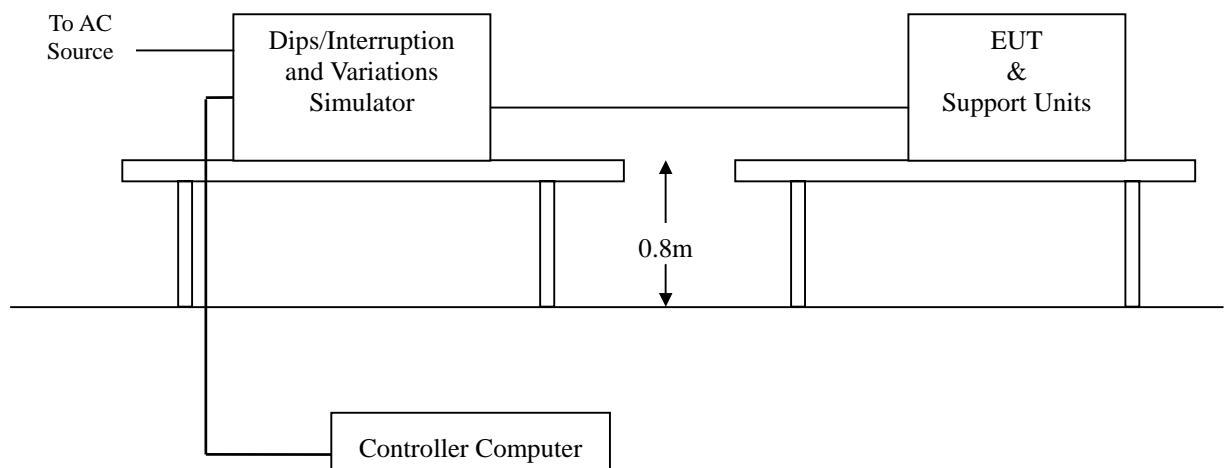 To AC
Source
Dips/Interruption
and Variations
Simulator
EUT
&
Support Units
0.8m
Controller Computer